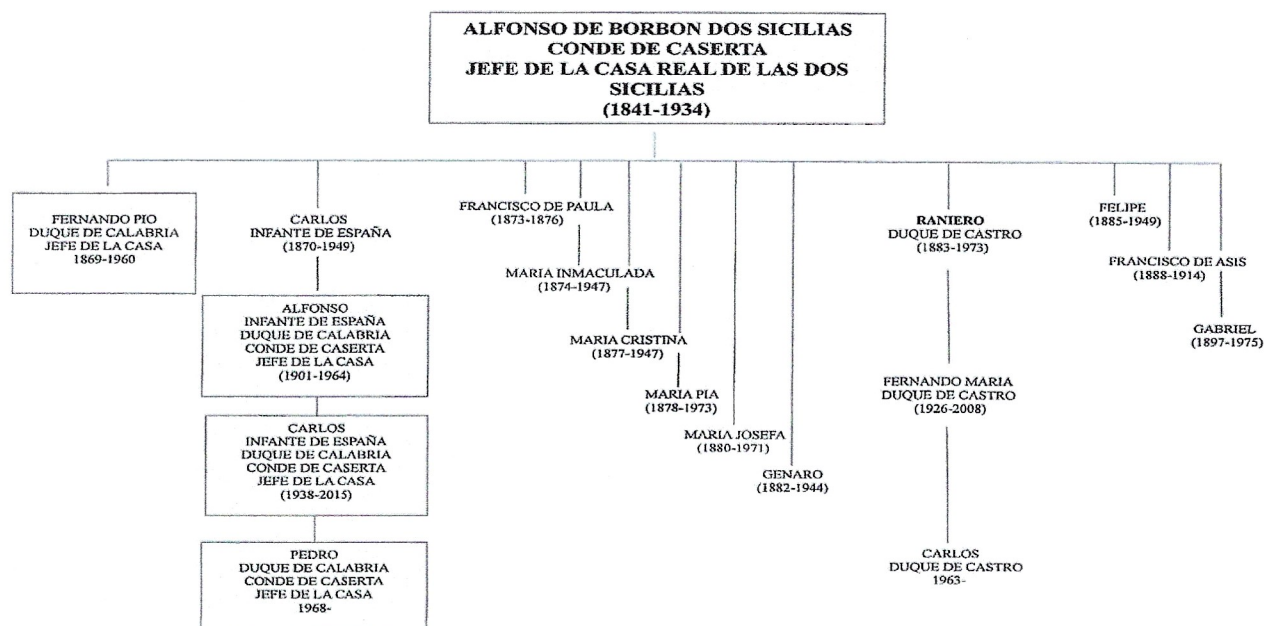 ALFONSO DE BORBON DOS SICILIAS
CONDE DE CASERTA
JEFE DE LA CASA REAL DE LAS DOS
SICILIAS
(1841-1934)
FERNANDO PIO
DUQUE DE CALABRIA
JEFE DE LA CASA
1869-1960
CARLOS
INFANTE DE ESPAÑA
(1870-1949)
ALFONSO
INFANTE DE ESPAÑA
DUQUE DE CALABRIA
CONDE DE CASERTA
JEFE DE LA CASA
(1901-1964)
CARLOS
INFANTE DE ESPAÑA
DUQUE DE CALABRIA
CONDE DE CASERTA
JEFE DE LA CASA
(1938-2015)
PEDRO
DUQUE DE CALABRIA
CONDE DE CASERTA
JEFE DE LA CASA
1968-
FRANCISCO DE PAULA
(1873-1876)
MARIA INMACULADA
(1874-1947)
MARIA CRISTINA
(1877-1947)
MARIA PIA
(1878-1973)
MARIA JOSEFA
(1880-1971)
GENARO
(1882-1944)
RANIERO
DUQUE DE CASTRO
(1883-1973)
FERNANDO MARIA
DUQUE DE CASTRO
(1926-2008)
CARLOS
DUQUE DE CASTRO
1963-
FELIPE
(1885-1949)
FRANCISCO DE ASIS
(1888-1914)
GABRIEL
(1897-1975)